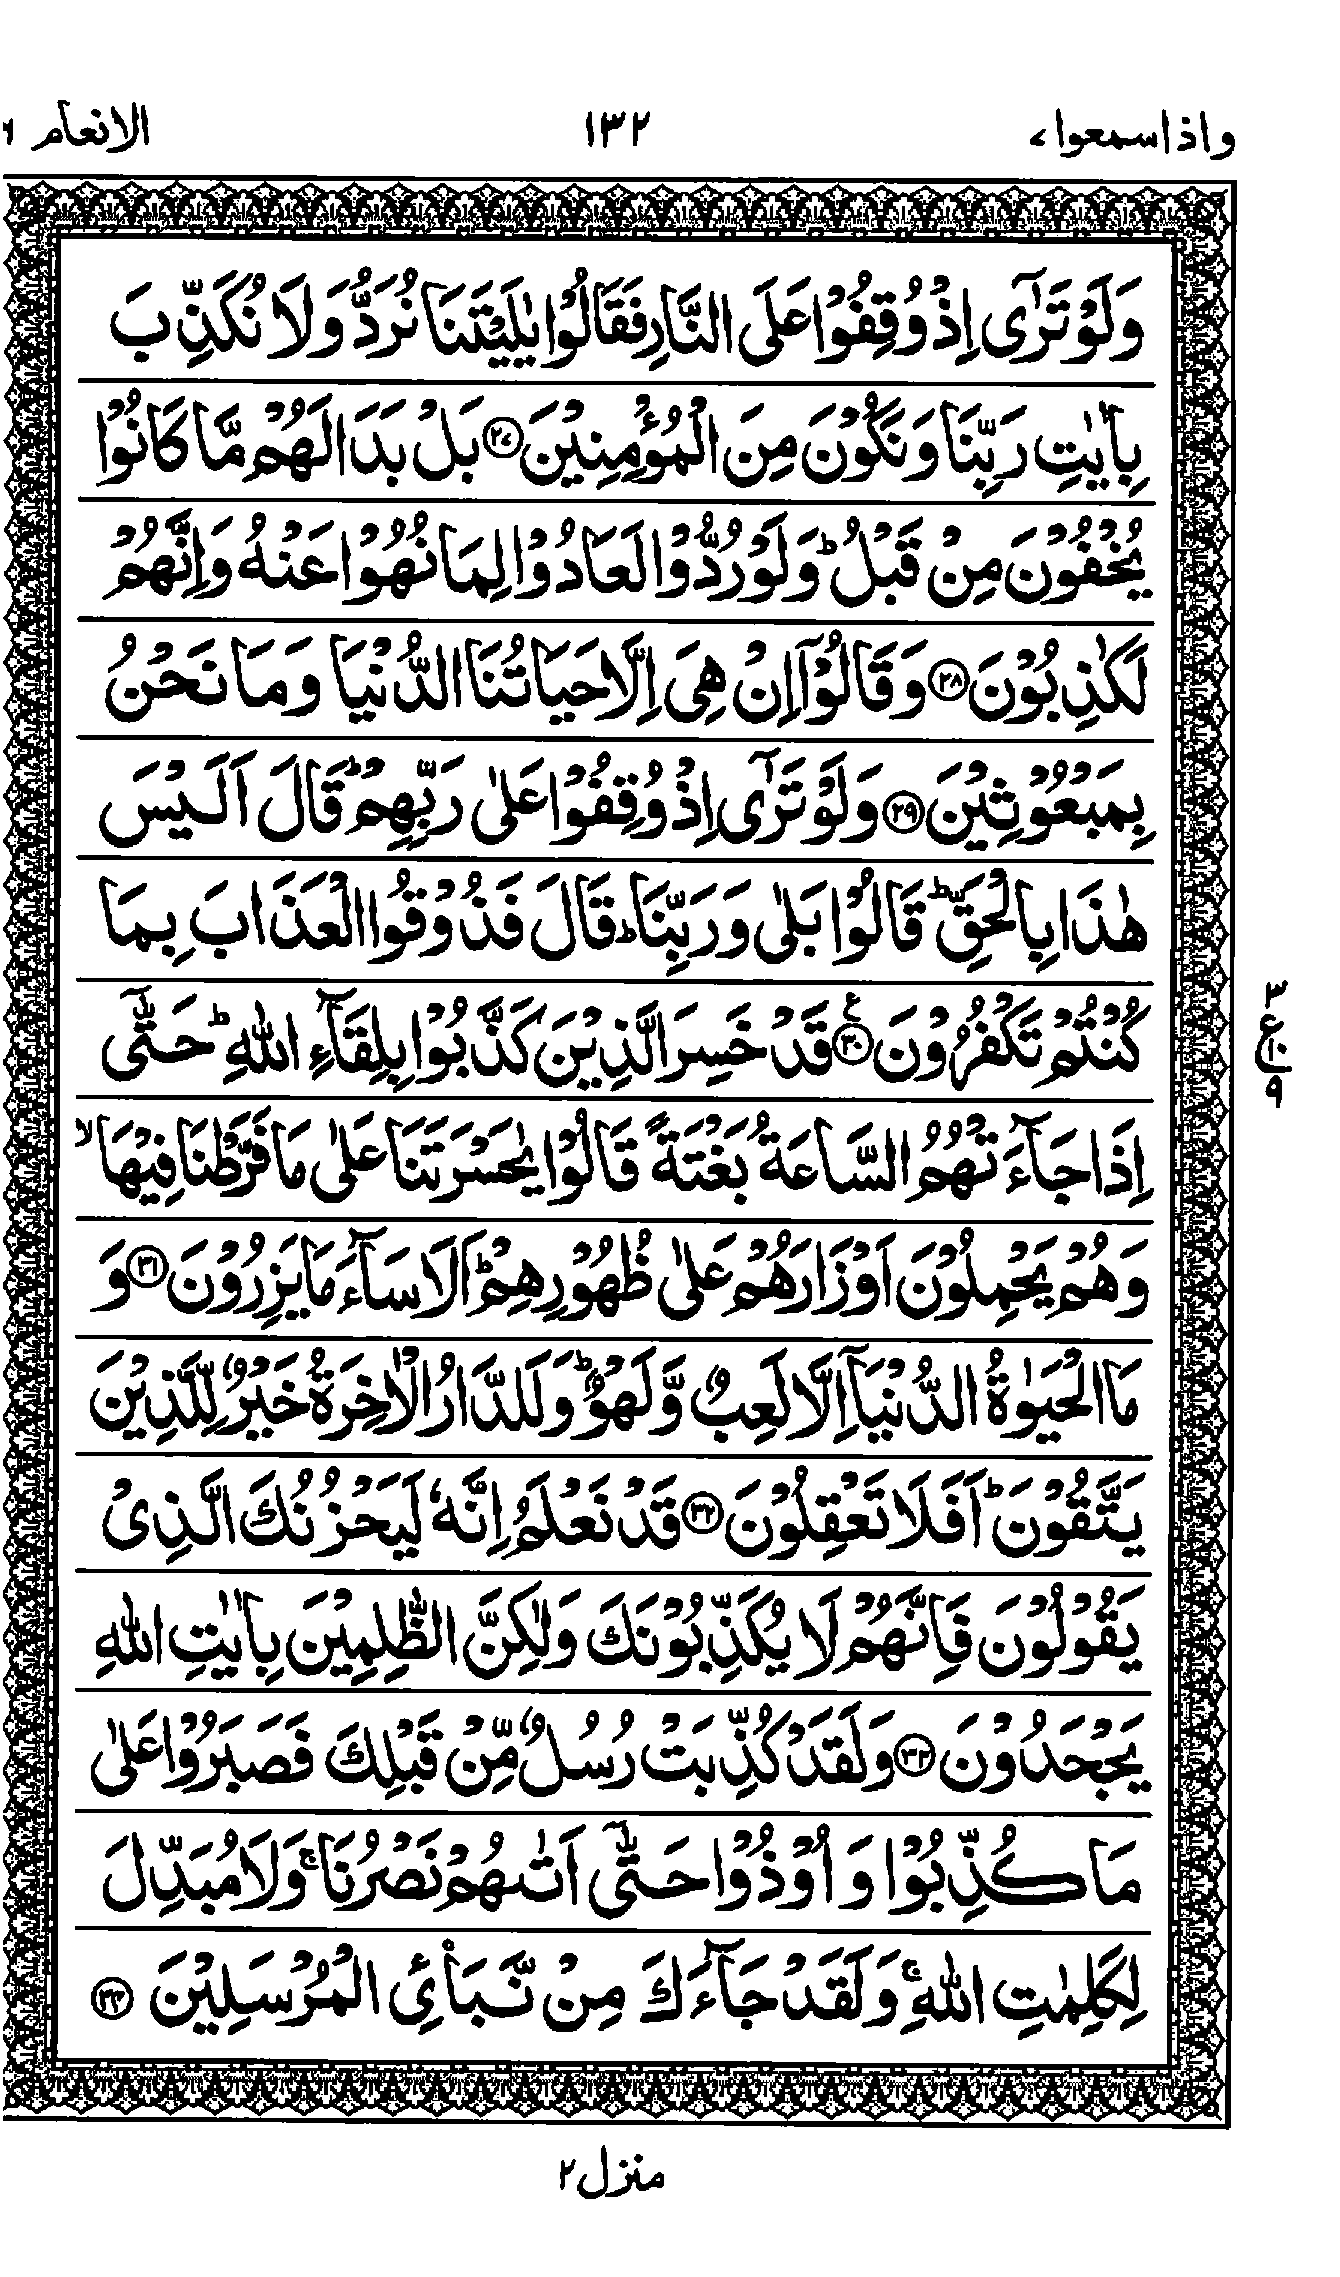 واذاسمعوا ٧
١٣٢
الانعام ٦
وَلَوْ تَرٰٓى اِذْ وُقِفُوْا عَلَى النَّارِ فَقَالُوْا يٰلَيْتَنَا نُرَدُّ وَلَا نُكَذِّبَ
بِاٰيٰتِ رَبِّنَا وَنَكُوْنَ مِنَ الْمُؤْمِنِيْنَ ﴿٢٧﴾ بَلْ بَدَا لَهُمْ مَّا كَانُوْا
يُخْفُوْنَ مِنْ قَبْلُ ؕ وَلَوْ رُدُّوْا لَعَادُوْا لِمَا نُهُوْا عَنْهُ وَاِنَّهُمْ
لَكٰذِبُوْنَ ﴿٢٨﴾ وَقَالُوْٓا اِنْ هِىَ اِلَّا حَيَاتُنَا الدُّنْيَا وَمَا نَحْنُ
بِمَبْعُوْثِيْنَ ﴿٢٩﴾ وَلَوْ تَرٰٓى اِذْ وُقِفُوْا عَلٰى رَبِّهِمْ ؕ قَالَ اَلَيْسَ
هٰذَا بِالْحَقِّ ؕ قَالُوْا بَلٰى وَرَبِّنَا ؕ قَالَ فَذُوْقُوا الْعَذَابَ بِمَا
كُنْتُمْ تَكْفُرُوْنَ ﴿٣٠﴾ ع قَدْ خَسِرَ الَّذِيْنَ كَذَّبُوْا بِلِقَآءِ اللّٰهِ ؕ حَتّٰٓى
٣ ع ١٠ ٩
اِذَا جَآءَتْهُمُ السَّاعَةُ بَغْتَةً قَالُوْا يٰحَسْرَتَنَا عَلٰى مَا فَرَّطْنَا فِيْهَا ۙ
وَهُمْ يَحْمِلُوْنَ اَوْزَارَهُمْ عَلٰى ظُهُوْرِهِمْ ؕ اَلَا سَآءَ مَا يَزِرُوْنَ ﴿٣١﴾ وَ
مَا الْحَيٰوةُ الدُّنْيَآ اِلَّا لَعِبٌ وَّلَهْوٌ ؕ وَلَلدَّارُ الْاٰخِرَةُ خَيْرٌ لِّلَّذِيْنَ
يَتَّقُوْنَ ؕ اَفَلَا تَعْقِلُوْنَ ﴿٣٢﴾ قَدْ نَعْلَمُ اِنَّهٗ لَيَحْزُنُكَ الَّذِىْ
يَقُوْلُوْنَ فَاِنَّهُمْ لَا يُكَذِّبُوْنَكَ وَلٰكِنَّ الظّٰلِمِيْنَ بِاٰيٰتِ اللّٰهِ
يَجْحَدُوْنَ ﴿٣٣﴾ وَلَقَدْ كُذِّبَتْ رُسُلٌ مِّنْ قَبْلِكَ فَصَبَرُوْا عَلٰى
مَا كُذِّبُوْا وَاُوْذُوْا حَتّٰٓى اَتٰىهُمْ نَصْرُنَا ۚ وَلَا مُبَدِّلَ
لِكَلِمٰتِ اللّٰهِ ۚ وَلَقَدْ جَآءَكَ مِنْ نَّبَاِى۟ الْمُرْسَلِيْنَ ﴿٣٤﴾
منزل ٢